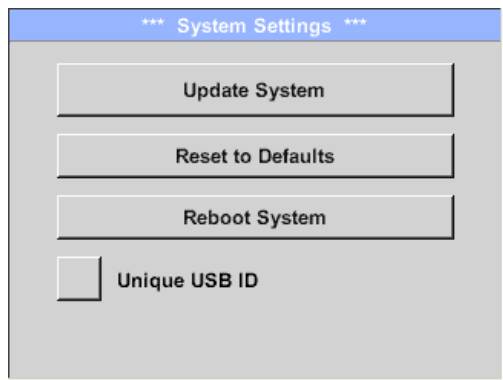 *** System Settings ***
Update System
Reset to Defaults
Reboot System
Unique USB ID